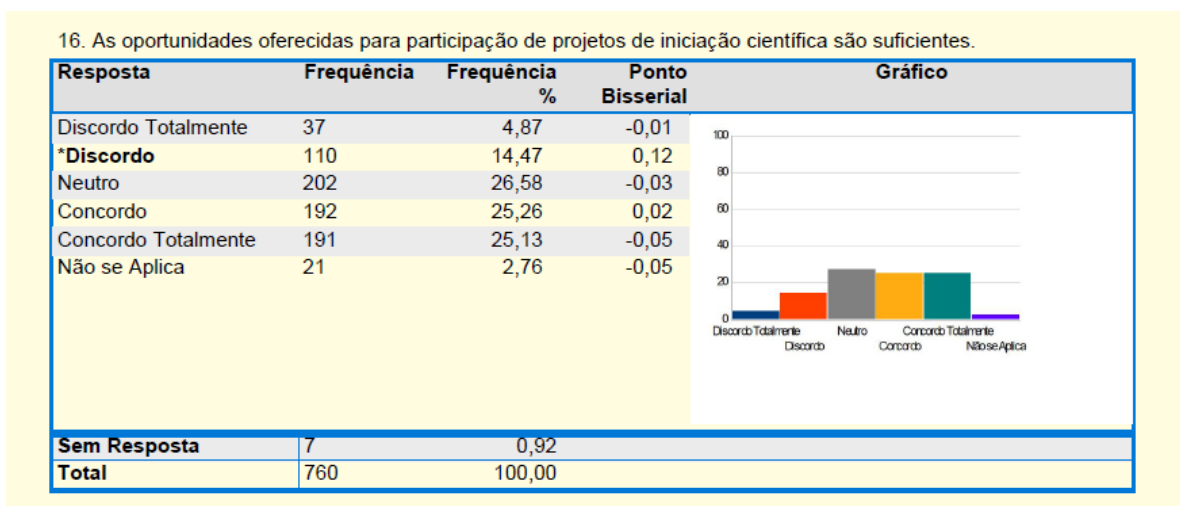 16. As oportunidades oferecidas para participação de projetos de iniciação científica são suficientes.
Resposta Frequência Frequência % Ponto Bisserial Gráfico
Discordo Totalmente 37 4,87 -0,01
*Discordo 110 14,47 0,12
Neutro 202 26,58 -0,03
Concordo 192 25,26 0,02
Concordo Totalmente 191 25,13 -0,05
Não se Aplica 21 2,76 -0,05
100
80
60
40
20
0
Discordo Totalmente Neutro Concordo Totalmente
Discordo Concordo Não se Aplica
Sem Resposta 7 0,92
Total 760 100,00